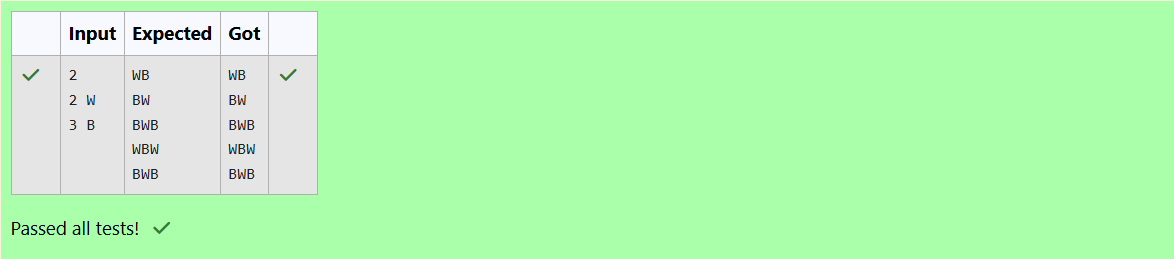 Input Expected Got
2 WB WB
2 W BW BW
3 B BWB BWB
WBW WBW
BWB BWB
Passed all tests!